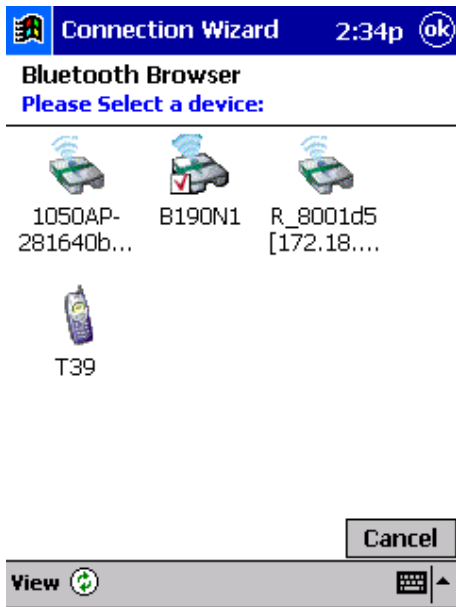 Connection Wizard 2:34p ok
Bluetooth Browser
Please Select a device:
1050AP- B190N1 R_8001d5
281640b... [172.18....
T39
Cancel
View